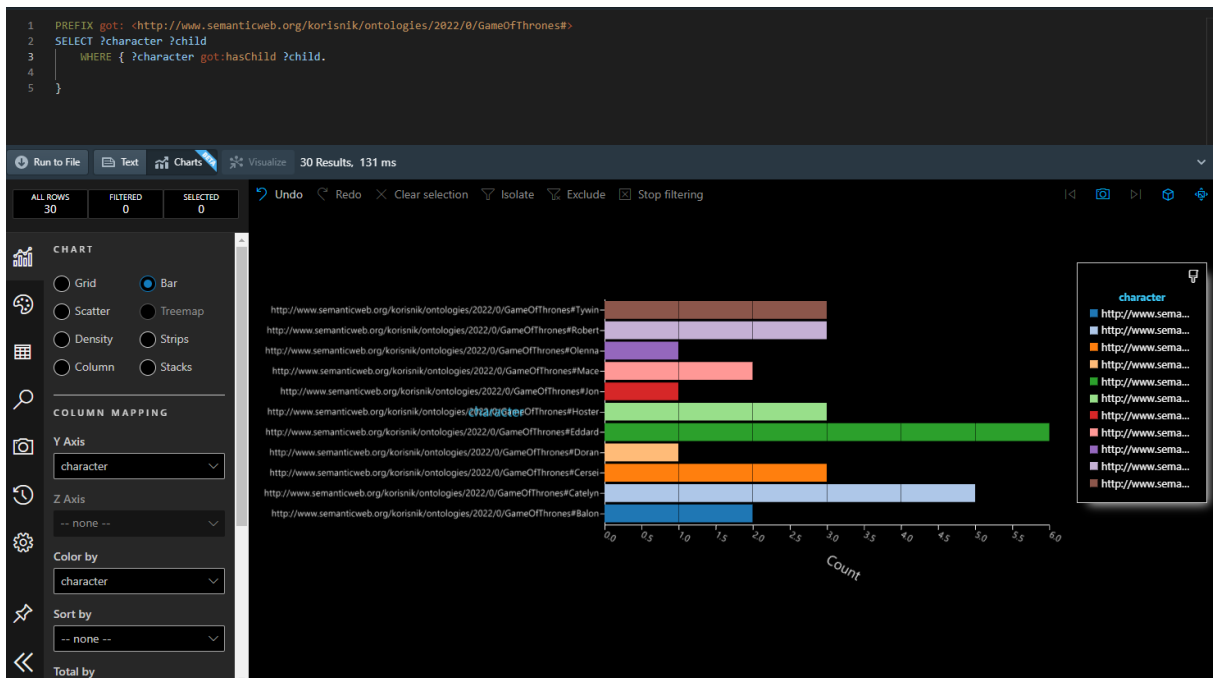 1 PREFIX got: <http://www.semanticweb.org/korisnik/ontologies/2022/0/GameOfThrones#>
2 SELECT ?character ?child
3 WHERE { ?character got:hasChild ?child.
4
5 }
Run to File Text Charts BETA Visualize 30 Results, 131 ms
ALL ROWS FILTERED SELECTED
30 0 0
Undo Redo Clear selection Isolate Exclude Stop filtering
CHART
Grid Bar
Scatter Treemap
Density Strips
Column Stacks
COLUMN MAPPING
Y Axis
character
Z Axis
-- none --
Color by
character
Sort by
-- none --
Total by
http://www.semanticweb.org/korisnik/ontologies/2022/0/GameOfThrones#Tywin
http://www.semanticweb.org/korisnik/ontologies/2022/0/GameOfThrones#Robert
http://www.semanticweb.org/korisnik/ontologies/2022/0/GameOfThrones#Olenna
http://www.semanticweb.org/korisnik/ontologies/2022/0/GameOfThrones#Mace
http://www.semanticweb.org/korisnik/ontologies/2022/0/GameOfThrones#Jon
http://www.semanticweb.org/korisnik/ontologies/2022/0/GameOfThrones#Hoster
character
http://www.semanticweb.org/korisnik/ontologies/2022/0/GameOfThrones#Eddard
http://www.semanticweb.org/korisnik/ontologies/2022/0/GameOfThrones#Doran
http://www.semanticweb.org/korisnik/ontologies/2022/0/GameOfThrones#Cersei
http://www.semanticweb.org/korisnik/ontologies/2022/0/GameOfThrones#Catelyn
http://www.semanticweb.org/korisnik/ontologies/2022/0/GameOfThrones#Balon
0.0 0.5 1.0 1.5 2.0 2.5 3.0 3.5 4.0 4.5 5.0 5.5 6.0
Count
character
http://www.sema...
http://www.sema...
http://www.sema...
http://www.sema...
http://www.sema...
http://www.sema...
http://www.sema...
http://www.sema...
http://www.sema...
http://www.sema...
http://www.sema...